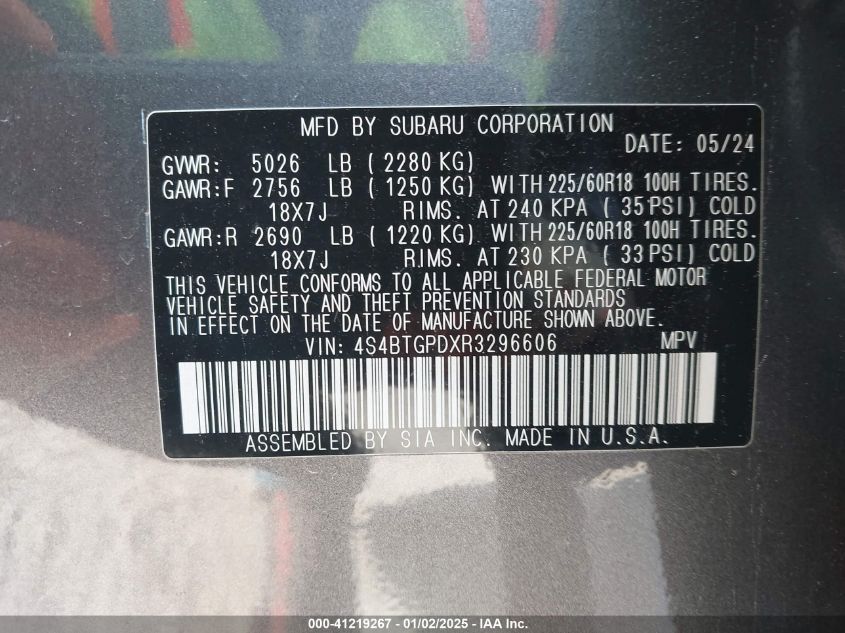 MFD BY SUBARU CORPORATION
DATE: 05/24
GVWR: 5026 LB ( 2280 KG)
GAWR:F 2756 LB ( 1250 KG) WITH 225/60R18 100H TIRES.
18X7J RIMS. AT 240 KPA ( 35 PSI) COLD
GAWR:R 2690 LB ( 1220 KG) WITH 225/60R18 100H TIRES.
18X7J RIMS. AT 230 KPA ( 33 PSI) COLD
THIS VEHICLE CONFORMS TO ALL APPLICABLE FEDERAL MOTOR
VEHICLE SAFETY AND THEFT PREVENTION STANDARDS
IN EFFECT ON THE DATE OF MANUFACTURE SHOWN ABOVE.
VIN: 4S4BTGPDXR3296606 MPV
ASSEMBLED BY SIA INC. MADE IN U.S.A.
000-41219267 - 01/02/2025 - IAA Inc.